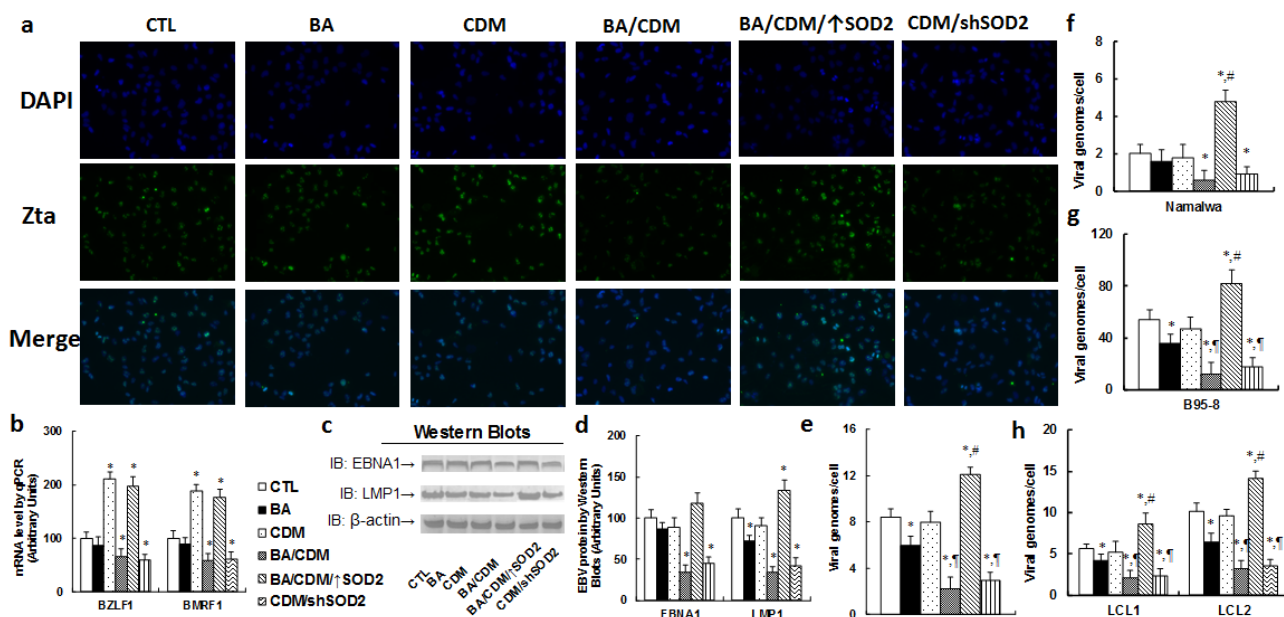 a
CTL
BA
CDM
BA/CDM
BA/CDM/↑SOD2
CDM/shSOD2
DAPI
Zta
Merge
b
mRNA level by qPCR
(Arbitrary Units)
300
200
100
0
*
*
*
*
*
*
*
*
BZLF1
BMRF1
CTL
BA
CDM
BA/CDM
BA/CDM/↑SOD2
CDM/shSOD2
c
Western Blots
IB: EBNA1→
IB: LMP1→
IB: β-actin→
CTL
BA
CDM
BA/CDM
BA/CDM/↑SOD2
CDM/shSOD2
d
EBV protein by Western
Blots (Arbitrary Units)
200
150
100
50
0
*
*
*
*
*
*
EBNA1
LMP1
e
Viral genomes/cell
16
12
8
4
0
*
*,¶
*,#
*,¶
f
Viral genomes/cell
8
6
4
2
0
*
*,#
*
Namalwa
g
Viral genomes/cell
120
80
40
0
*
*,¶
*,#
*,¶
B95-8
h
Viral genomes/cell
20
15
10
5
0
*
*,¶
*,#
*,¶
*
*,¶
*,#
*,¶
LCL1
LCL2